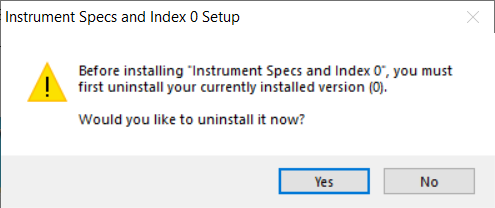 Instrument Specs and Index 0 Setup
Before installing "Instrument Specs and Index 0", you must
first uninstall your currently installed version (0).
Would you like to uninstall it now?
Yes
No